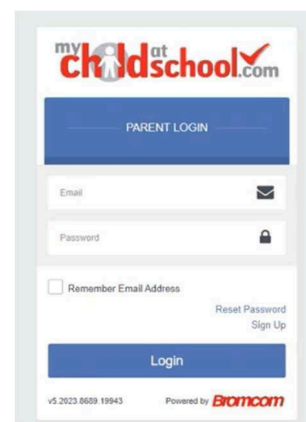 my child at school.com
PARENT LOGIN
Email
Password
Remember Email Address
Reset Password
Sign Up
Login
v5.2023.8689.19943 Powered by Bromcom